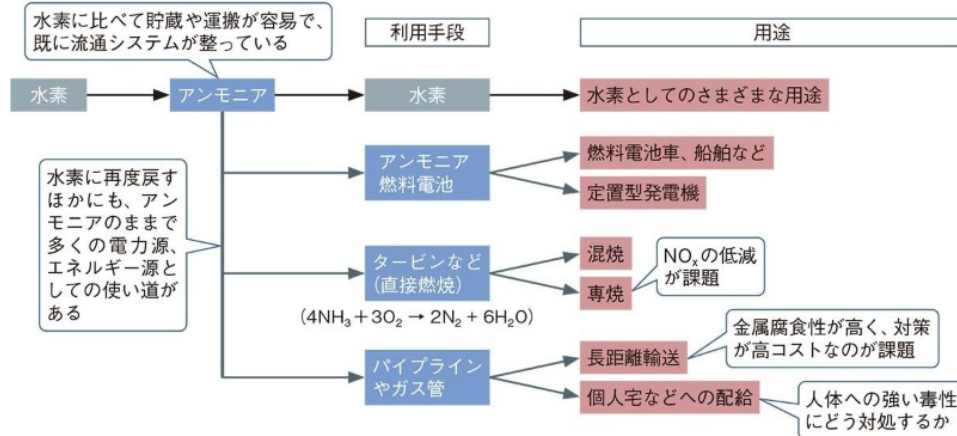 水素に比べて貯蔵や運搬が容易で、
既に流通システムが整っている
利用手段
用途
水素
アンモニア
水素
水素としてのさまざまな用途
水素に再度戻す
ほかにも、アン
モニアのままで
多くの電力源、
エネルギー源と
しての使い道が
ある
アンモニア
燃料電池
燃料電池車、船舶など
定置型発電機
タービンなど
(直接燃焼)
(4NH₃+3O₂ → 2N₂ + 6H₂O)
混焼
専焼
NOₓの低減
が課題
パイプライン
やガス管
長距離輸送
金属腐食性が高く、対策
が高コストなのが課題
個人宅などへの配給
人体への強い毒性
にどう対処するか